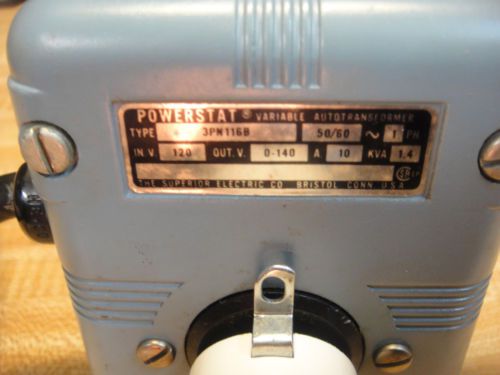 POWERSTAT® VARIABLE AUTOTRANSFORMER
TYPE 3PN116B 50/60 ~ 1 PH
IN V. 120 OUT. V. 0-140 A 10 KVA 1.4
THE SUPERIOR ELECTRIC CO. BRISTOL, CONN. U.S.A.